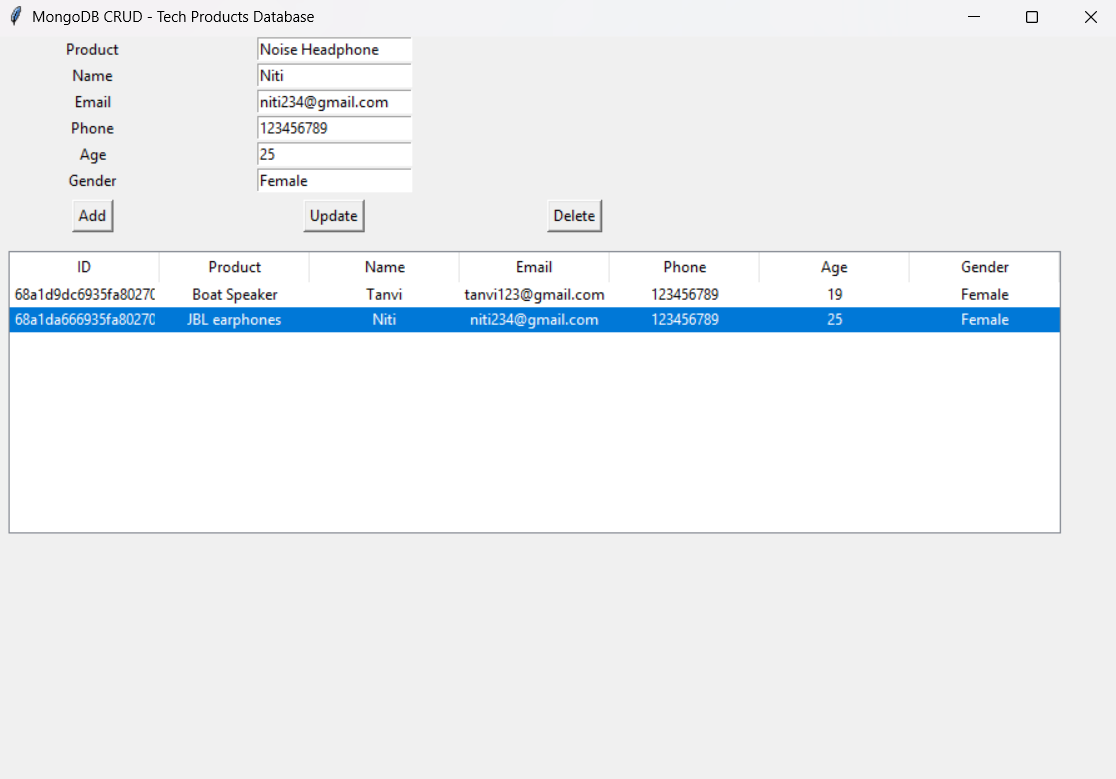 MongoDB CRUD - Tech Products Database
Product Noise Headphone
Name Niti
Email niti234@gmail.com
Phone 123456789
Age 25
Gender Female
Add Update Delete
ID Product Name Email Phone Age Gender
68a1d9dc6935fa80270 Boat Speaker Tanvi tanvi123@gmail.com 123456789 19 Female
68a1da666935fa80270 JBL earphones Niti niti234@gmail.com 123456789 25 Female